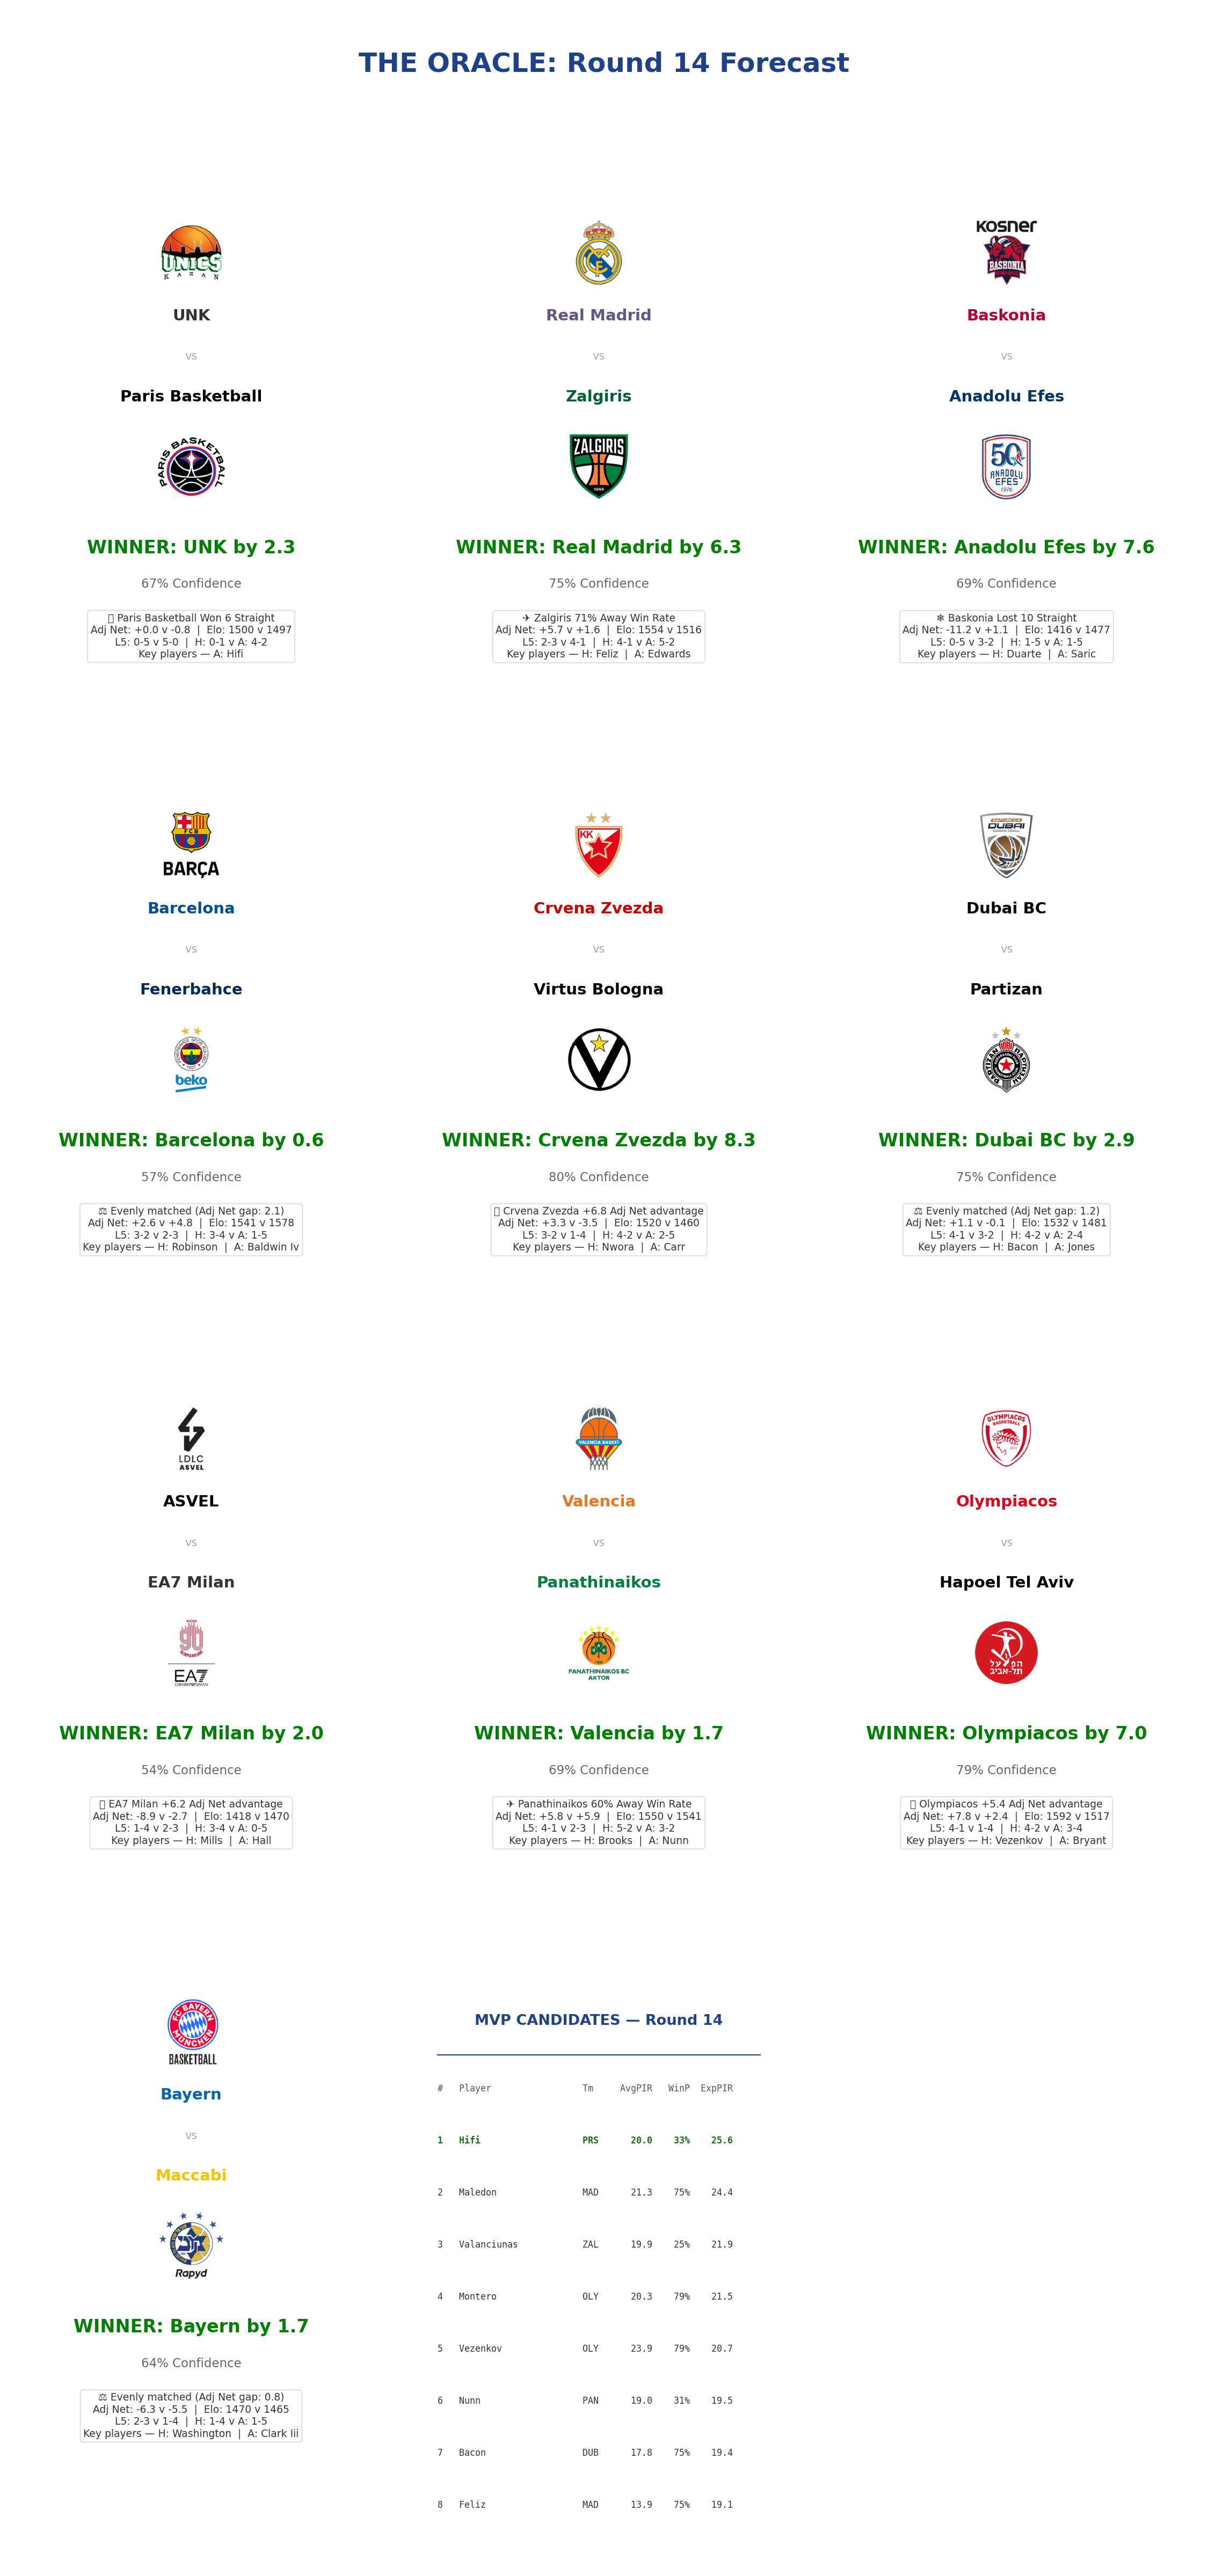 THE ORACLE: Round 14 Forecast
UNICS
KAZAN
UNK
vs
Paris Basketball
PARIS BASKETBALL
WINNER: UNK by 2.3
67% Confidence
▯ Paris Basketball Won 6 Straight
Adj Net: +0.0 v -0.8 | Elo: 1500 v 1497
L5: 0-5 v 5-0 | H: 0-1 v A: 4-2
Key players — A: Hifi
Real Madrid
vs
Zalgiris
ZALGIRIS
1944
WINNER: Real Madrid by 6.3
75% Confidence
✈ Zalgiris 71% Away Win Rate
Adj Net: +5.7 v +1.6 | Elo: 1554 v 1516
L5: 2-3 v 4-1 | H: 4-1 v A: 5-2
Key players — H: Feliz | A: Edwards
kosner
BASKONIA
Baskonia
vs
Anadolu Efes
50
ANADOLU
EFES
1976
WINNER: Anadolu Efes by 7.6
69% Confidence
❄ Baskonia Lost 10 Straight
Adj Net: -11.2 v +1.1 | Elo: 1416 v 1477
L5: 0-5 v 3-2 | H: 1-5 v A: 1-5
Key players — H: Duarte | A: Saric
FCB
BARÇA
Barcelona
vs
Fenerbahce
beko
WINNER: Barcelona by 0.6
57% Confidence
⚖ Evenly matched (Adj Net gap: 2.1)
Adj Net: +2.6 v +4.8 | Elo: 1541 v 1578
L5: 3-2 v 2-3 | H: 3-4 v A: 1-5
Key players — H: Robinson | A: Baldwin Iv
KK
Crvena Zvezda
vs
Virtus Bologna
WINNER: Crvena Zvezda by 8.3
80% Confidence
▯ Crvena Zvezda +6.8 Adj Net advantage
Adj Net: +3.3 v -3.5 | Elo: 1520 v 1460
L5: 3-2 v 1-4 | H: 4-2 v A: 2-5
Key players — H: Nwora | A: Carr
DUBAI
Dubai BC
vs
Partizan
WINNER: Dubai BC by 2.9
75% Confidence
⚖ Evenly matched (Adj Net gap: 1.2)
Adj Net: +1.1 v -0.1 | Elo: 1532 v 1481
L5: 4-1 v 3-2 | H: 4-2 v A: 2-4
Key players — H: Bacon | A: Jones
LDLC
ASVEL
ASVEL
vs
EA7 Milan
90
EA7
WINNER: EA7 Milan by 2.0
54% Confidence
▯ EA7 Milan +6.2 Adj Net advantage
Adj Net: -8.9 v -2.7 | Elo: 1418 v 1470
L5: 1-4 v 2-3 | H: 3-4 v A: 0-5
Key players — H: Mills | A: Hall
VALENCIA BASKET
Valencia
vs
Panathinaikos
PANATHINAIKOS BC
AKTOR
WINNER: Valencia by 1.7
69% Confidence
✈ Panathinaikos 60% Away Win Rate
Adj Net: +5.8 v +5.9 | Elo: 1550 v 1541
L5: 4-1 v 2-3 | H: 5-2 v A: 3-2
Key players — H: Brooks | A: Nunn
OLYMPIACOS
BASKETBALL
Olympiacos
vs
Hapoel Tel Aviv
הפועל
תל-אביב
WINNER: Olympiacos by 7.0
79% Confidence
▯ Olympiacos +5.4 Adj Net advantage
Adj Net: +7.8 v +2.4 | Elo: 1592 v 1517
L5: 4-1 v 1-4 | H: 4-2 v A: 3-4
Key players — H: Vezenkov | A: Bryant
FC BAYERN
MÜNCHEN
BASKETBALL
Bayern
vs
Maccabi
Rapyd
WINNER: Bayern by 1.7
64% Confidence
⚖ Evenly matched (Adj Net gap: 0.8)
Adj Net: -6.3 v -5.5 | Elo: 1470 v 1465
L5: 2-3 v 1-4 | H: 1-4 v A: 1-5
Key players — H: Washington | A: Clark Iii
MVP CANDIDATES — Round 14
# Player Tm AvgPIR WinP ExpPIR
1 Hifi PRS 20.0 33% 25.6
2 Maledon MAD 21.3 75% 24.4
3 Valanciunas ZAL 19.9 25% 21.9
4 Montero OLY 20.3 79% 21.5
5 Vezenkov OLY 23.9 79% 20.7
6 Nunn PAN 19.0 31% 19.5
7 Bacon DUB 17.8 75% 19.4
8 Feliz MAD 13.9 75% 19.1